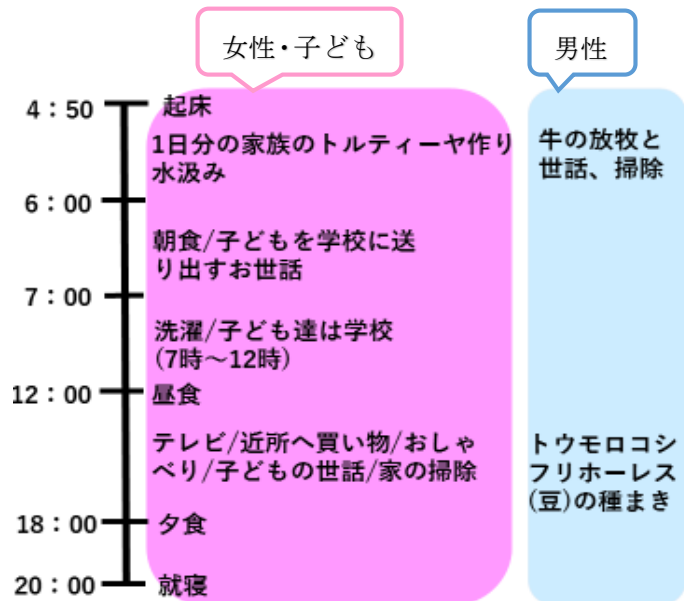 女性・子ども
男性
4：50
起床
1日分の家族のトルティーヤ作り
水汲み
牛の放牧と
世話、掃除
6：00
朝食/子どもを学校に送
り出すお世話
7：00
洗濯/子ども達は学校
(7時〜12時)
12：00
昼食
テレビ/近所へ買い物/おしゃ
べり/子どもの世話/家の掃除
トウモロコシ
フリホーレス
(豆)の種まき
18：00
夕食
20：00
就寝